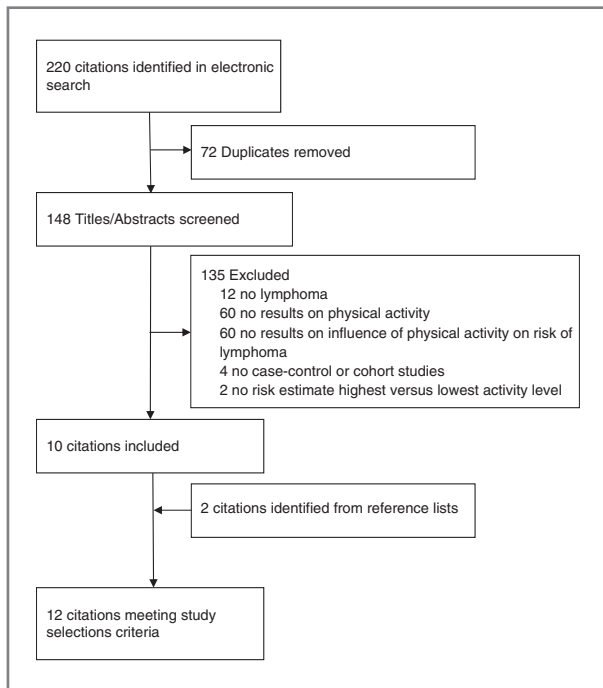 220 citations identified in electronic
search
72 Duplicates removed
148 Titles/Abstracts screened
135 Excluded
12 no lymphoma
60 no results on physical activity
60 no results on influence of physical activity on risk of
lymphoma
4 no case-control or cohort studies
2 no risk estimate highest versus lowest activity level
10 citations included
2 citations identified from reference lists
12 citations meeting study
selections criteria